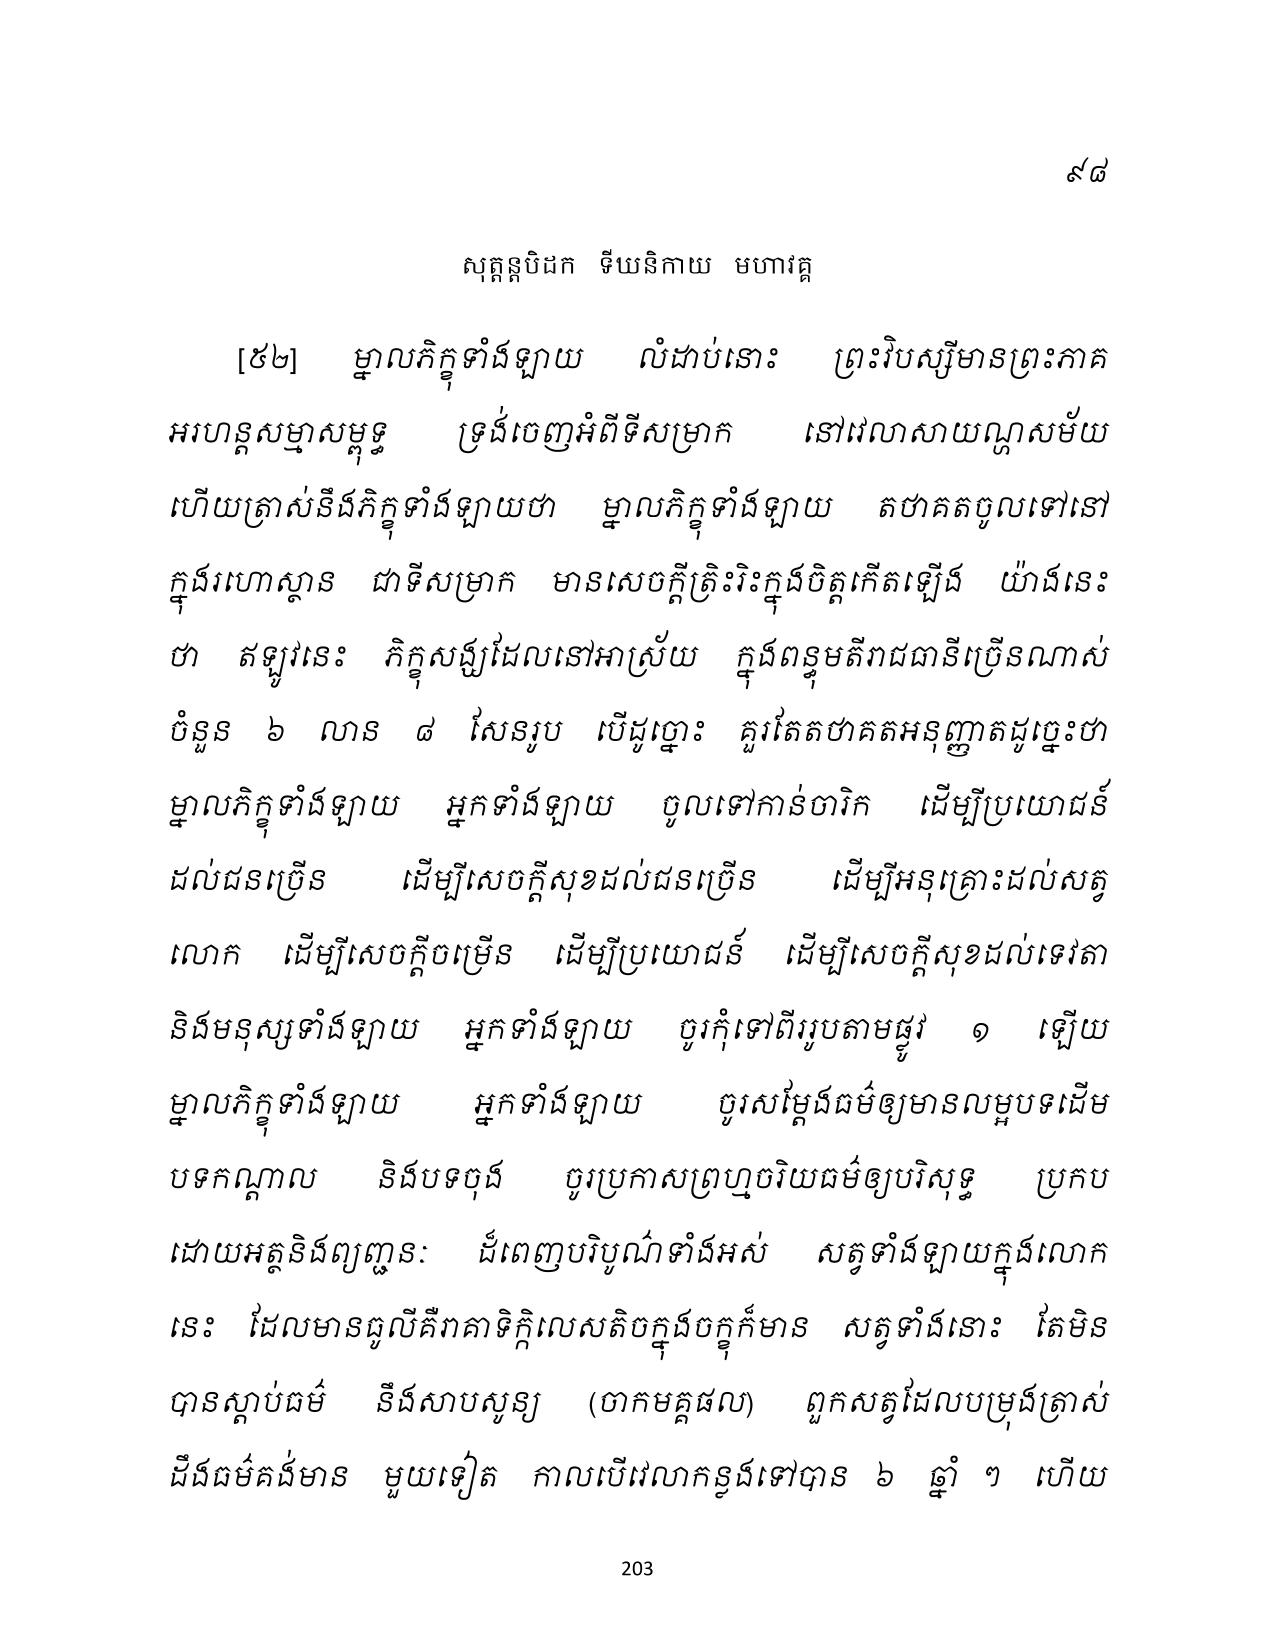 ៩៨
សុត្តន្តបិដក ទីឃនិកាយ មហាវគ្គ
[៥២] ម្នាលភិក្ខុទាំងឡាយ លំដាប់នោះ ព្រះវិបស្សីមានព្រះភាគ
អរហន្តសម្មាសម្ពុទ្ធ ទ្រង់ចេញអំពីទីសម្រាក នៅវេលាសាយណ្ហសម័យ
ហើយត្រាស់នឹងភិក្ខុទាំងឡាយថា ម្នាលភិក្ខុទាំងឡាយ តថាគតចូលទៅនៅ
ក្នុងរហោស្ថាន ជាទីសម្រាក មានសេចក្តីត្រិះរិះក្នុងចិត្តកើតឡើង យ៉ាងនេះ
ថា ឥឡូវនេះ ភិក្ខុសង្ឃដែលនៅអាស្រ័យ ក្នុងពន្ធុមតីរាជធានីច្រើនណាស់
ចំនួន ៦ លាន ៨ សែនរូប បើដូច្នោះ គួរតែតថាគតអនុញ្ញាតដូច្នេះថា
ម្នាលភិក្ខុទាំងឡាយ អ្នកទាំងឡាយ ចូលទៅកាន់ចារិក ដើម្បីប្រយោជន៍
ដល់ជនច្រើន ដើម្បីសេចក្តីសុខដល់ជនច្រើន ដើម្បីអនុគ្រោះដល់សត្វ
លោក ដើម្បីសេចក្តីចម្រើន ដើម្បីប្រយោជន៍ ដើម្បីសេចក្តីសុខដល់ទេវតា
និងមនុស្សទាំងឡាយ អ្នកទាំងឡាយ ចូរកុំទៅពីររូបតាមផ្លូវ ១ ឡើយ
ម្នាលភិក្ខុទាំងឡាយ អ្នកទាំងឡាយ ចូរសម្តែងធម៌ឲ្យមានលម្អបទដើម
បទកណ្តាល និងបទចុង ចូរប្រកាសព្រហ្មចរិយធម៌ឲ្យបរិសុទ្ធ ប្រកប
ដោយអត្ថនិងព្យញ្ជនៈ ដ៏ពេញបរិបូណ៌ទាំងអស់ សត្វទាំងឡាយក្នុងលោក
នេះ ដែលមានធូលីគឺរាគាទិក្កិលេសតិចក្នុងចក្ខុក៏មាន សត្វទាំងនោះ តែមិន
បានស្តាប់ធម៌ នឹងសាបសូន្យ (ចាកមគ្គផល) ពួកសត្វដែលបម្រុងត្រាស់
ដឹងធម៌គង់មាន មួយទៀត កាលបើវេលាកន្លងទៅបាន ៦ ឆ្នាំ ៗ ហើយ
203